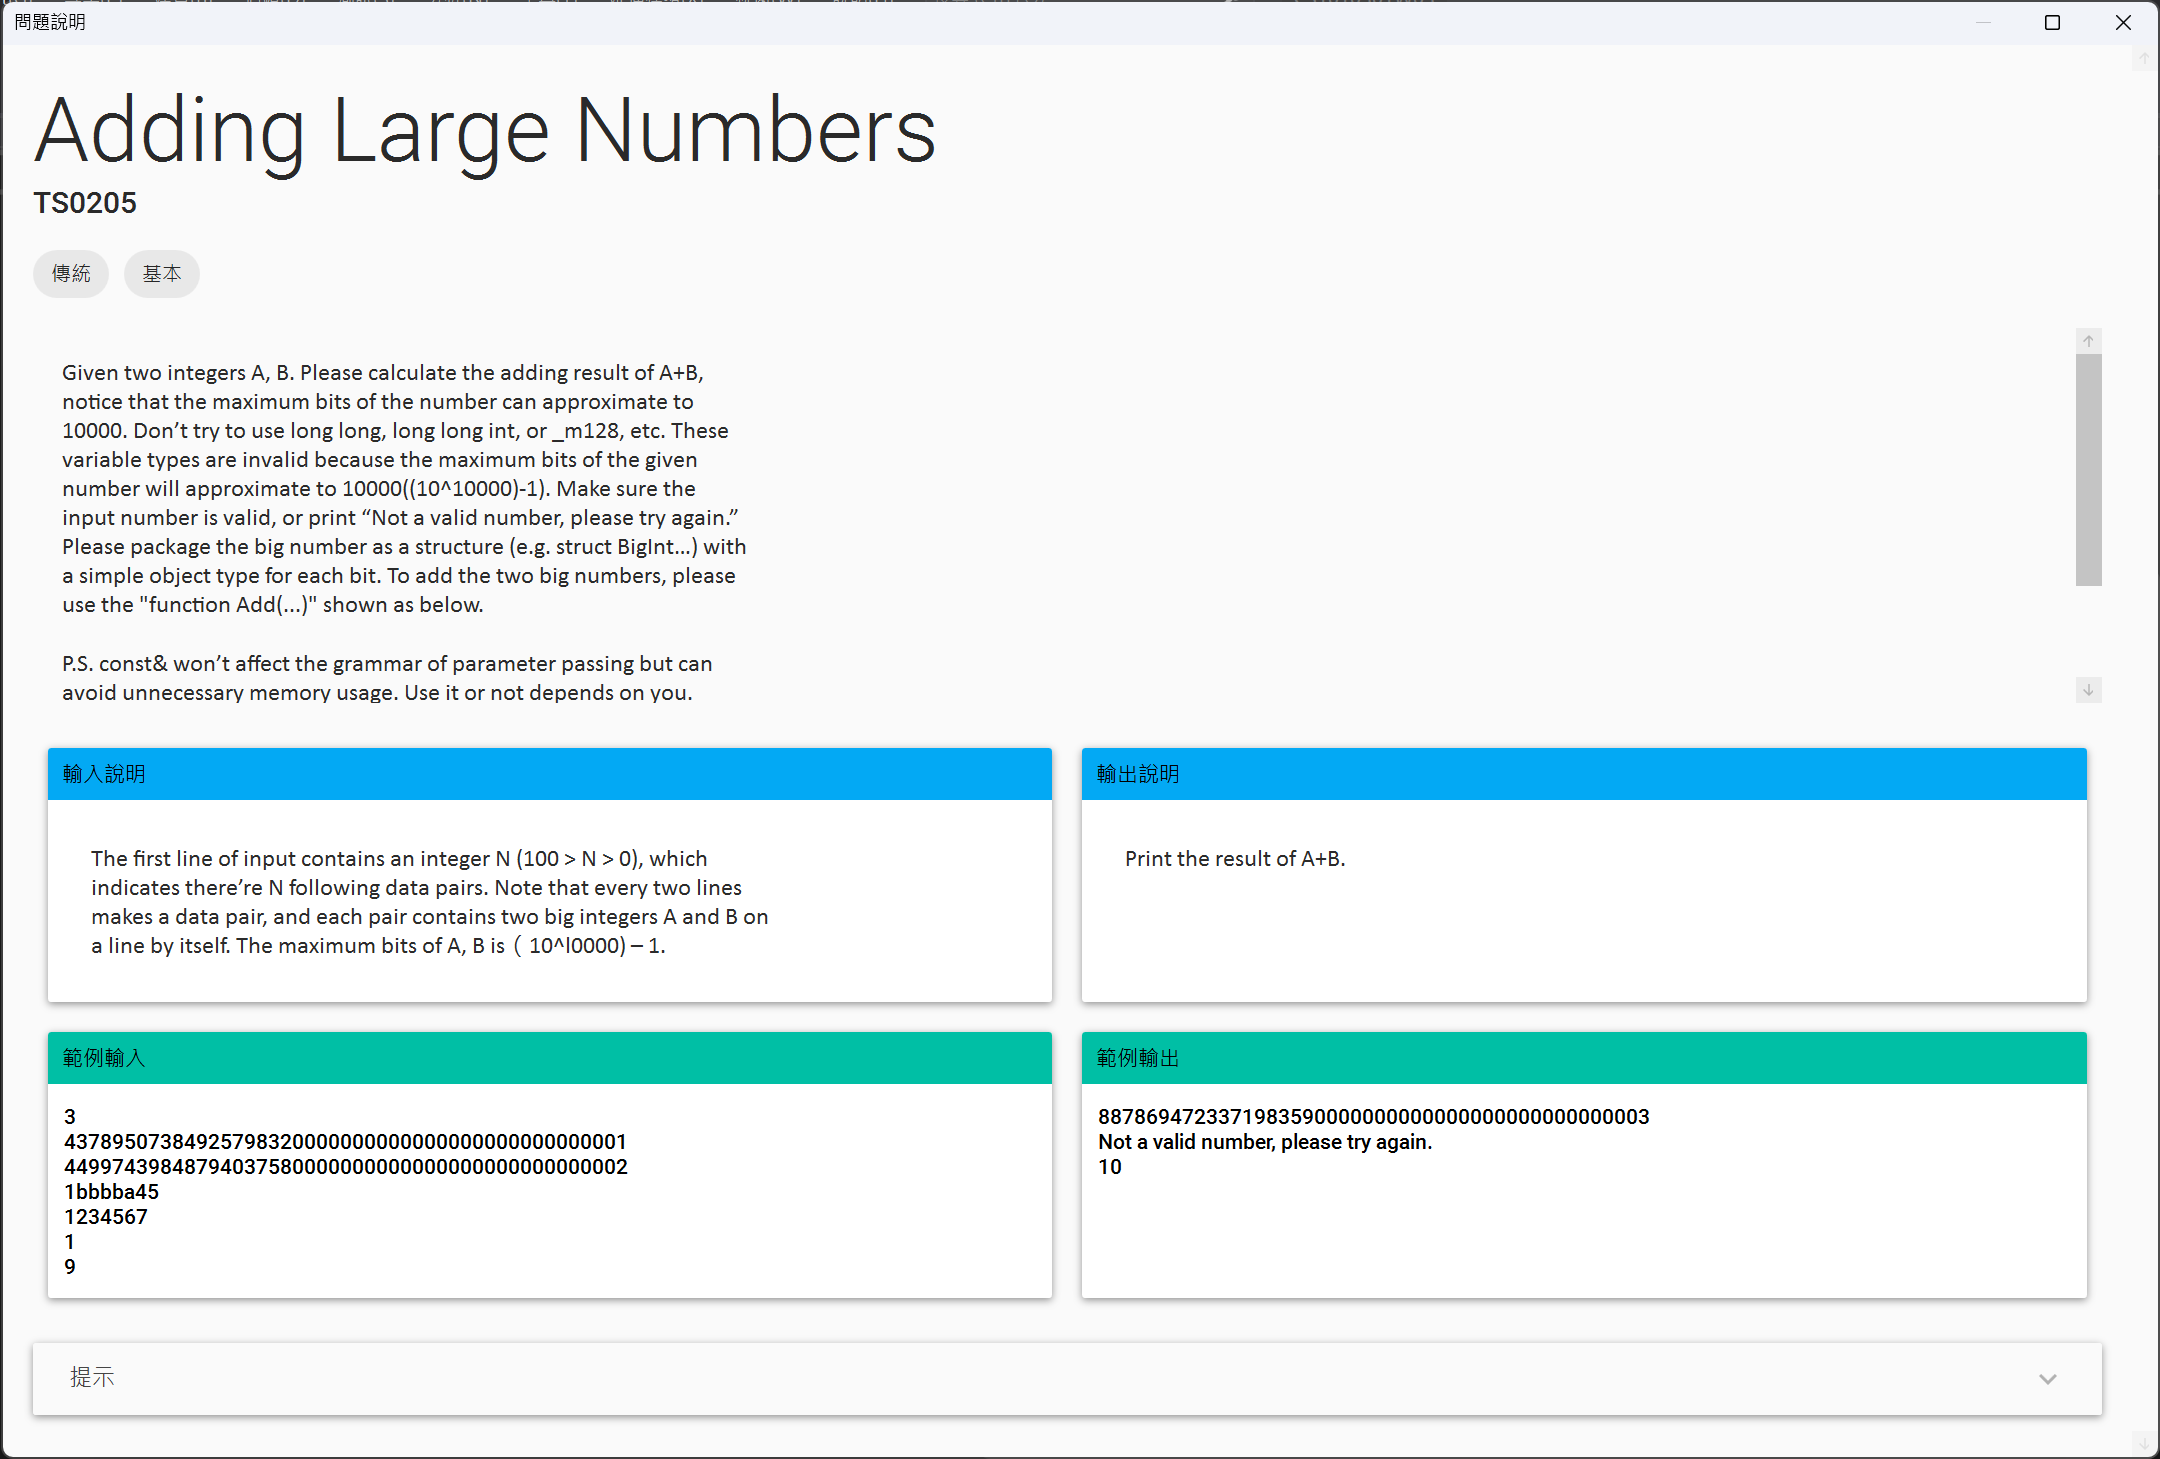 問題說明
Adding Large Numbers
TS0205
傳統 基本
Given two integers A, B. Please calculate the adding result of A+B,
notice that the maximum bits of the number can approximate to
10000. Don’t try to use long long, long long int, or _m128, etc. These
variable types are invalid because the maximum bits of the given
number will approximate to 10000((10^10000)-1). Make sure the
input number is valid, or print “Not a valid number, please try again.”
Please package the big number as a structure (e.g. struct BigInt...) with
a simple object type for each bit. To add the two big numbers, please
use the "function Add(...)" shown as below.
P.S. const& won’t affect the grammar of parameter passing but can
avoid unnecessary memory usage. Use it or not depends on you.
輸入說明
The first line of input contains an integer N (100 > N > 0), which
indicates there’re N following data pairs. Note that every two lines
makes a data pair, and each pair contains two big integers A and B on
a line by itself. The maximum bits of A, B is ( 10^l0000) – 1.
輸出說明
Print the result of A+B.
範例輸入
3
4378950738492579832000000000000000000000000001
4499743984879403758000000000000000000000000002
1bbbba45
1234567
1
9
範例輸出
8878694723371983590000000000000000000000000003
Not a valid number, please try again.
10
提示